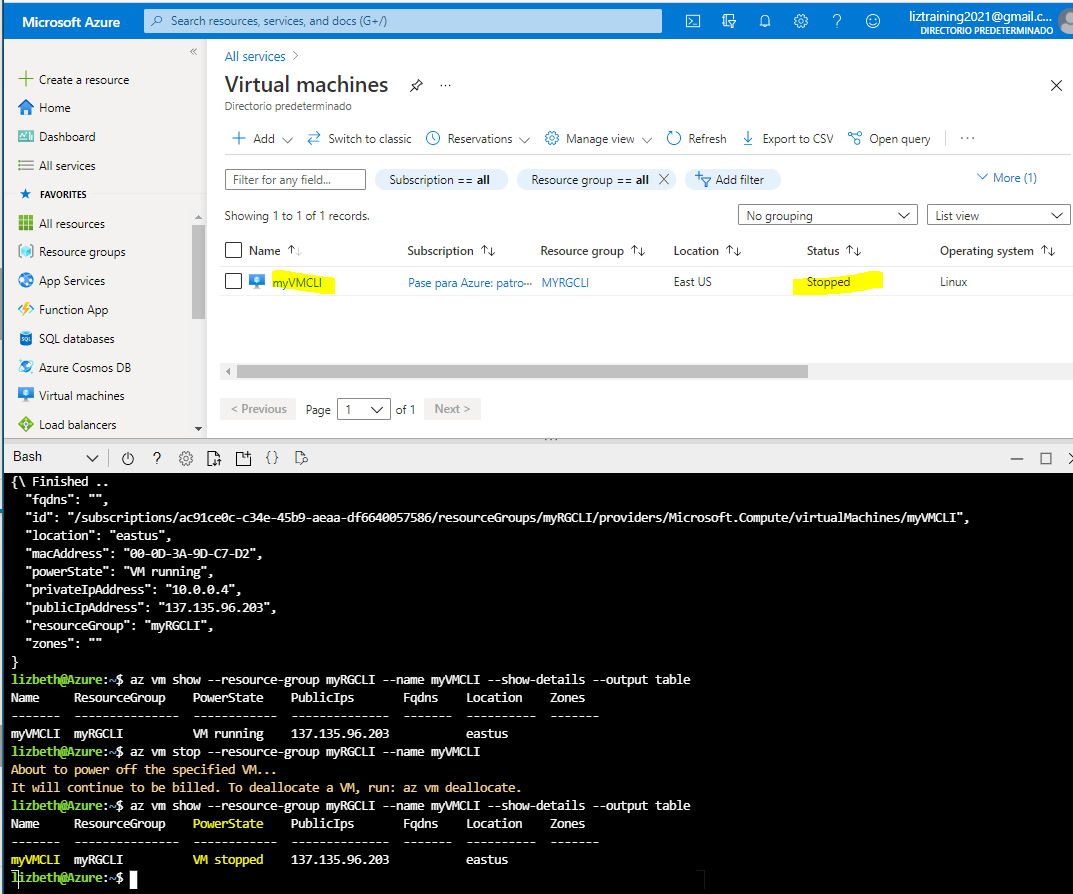 Microsoft Azure
Search resources, services, and docs (G+/)
liztraining2021@gmail.c...
DIRECTORIO PREDETERMINADO
«
Create a resource
Home
Dashboard
All services
FAVORITES
All resources
Resource groups
App Services
Function App
SQL databases
Azure Cosmos DB
Virtual machines
Load balancers
All services >
Virtual machines
...
Directorio predeterminado
Add
Switch to classic
Reservations
Manage view
Refresh
Export to CSV
Open query
...
Filter for any field...
Subscription == all
Resource group == all
Add filter
More (1)
Showing 1 to 1 of 1 records.
No grouping
List view
Name Subscription Resource group Location Status Operating system
myVMCLI Pase para Azure: patro... MYRGCLI East US Stopped Linux
< Previous Page 1 of 1 Next >
Bash
{\ Finished ..
"fqdns": "",
"id": "/subscriptions/ac91ce0c-c34e-45b9-aeaa-df6640057586/resourceGroups/myRGCLI/providers/Microsoft.Compute/virtualMachines/myVMCLI",
"location": "eastus",
"macAddress": "00-0D-3A-9D-C7-D2",
"powerState": "VM running",
"privateIpAddress": "10.0.0.4",
"publicIpAddress": "137.135.96.203",
"resourceGroup": "myRGCLI",
"zones": ""
}
lizbeth@Azure:~$ az vm show --resource-group myRGCLI --name myVMCLI --show-details --output table
Name ResourceGroup PowerState PublicIps Fqdns Location Zones
------- --------------- ------------ -------------- ------- ---------- -------
myVMCLI myRGCLI VM running 137.135.96.203 eastus
lizbeth@Azure:~$ az vm stop --resource-group myRGCLI --name myVMCLI
About to power off the specified VM...
It will continue to be billed. To deallocate a VM, run: az vm deallocate.
lizbeth@Azure:~$ az vm show --resource-group myRGCLI --name myVMCLI --show-details --output table
Name ResourceGroup PowerState PublicIps Fqdns Location Zones
------- --------------- ------------ -------------- ------- ---------- -------
myVMCLI myRGCLI VM stopped 137.135.96.203 eastus
lizbeth@Azure:~$